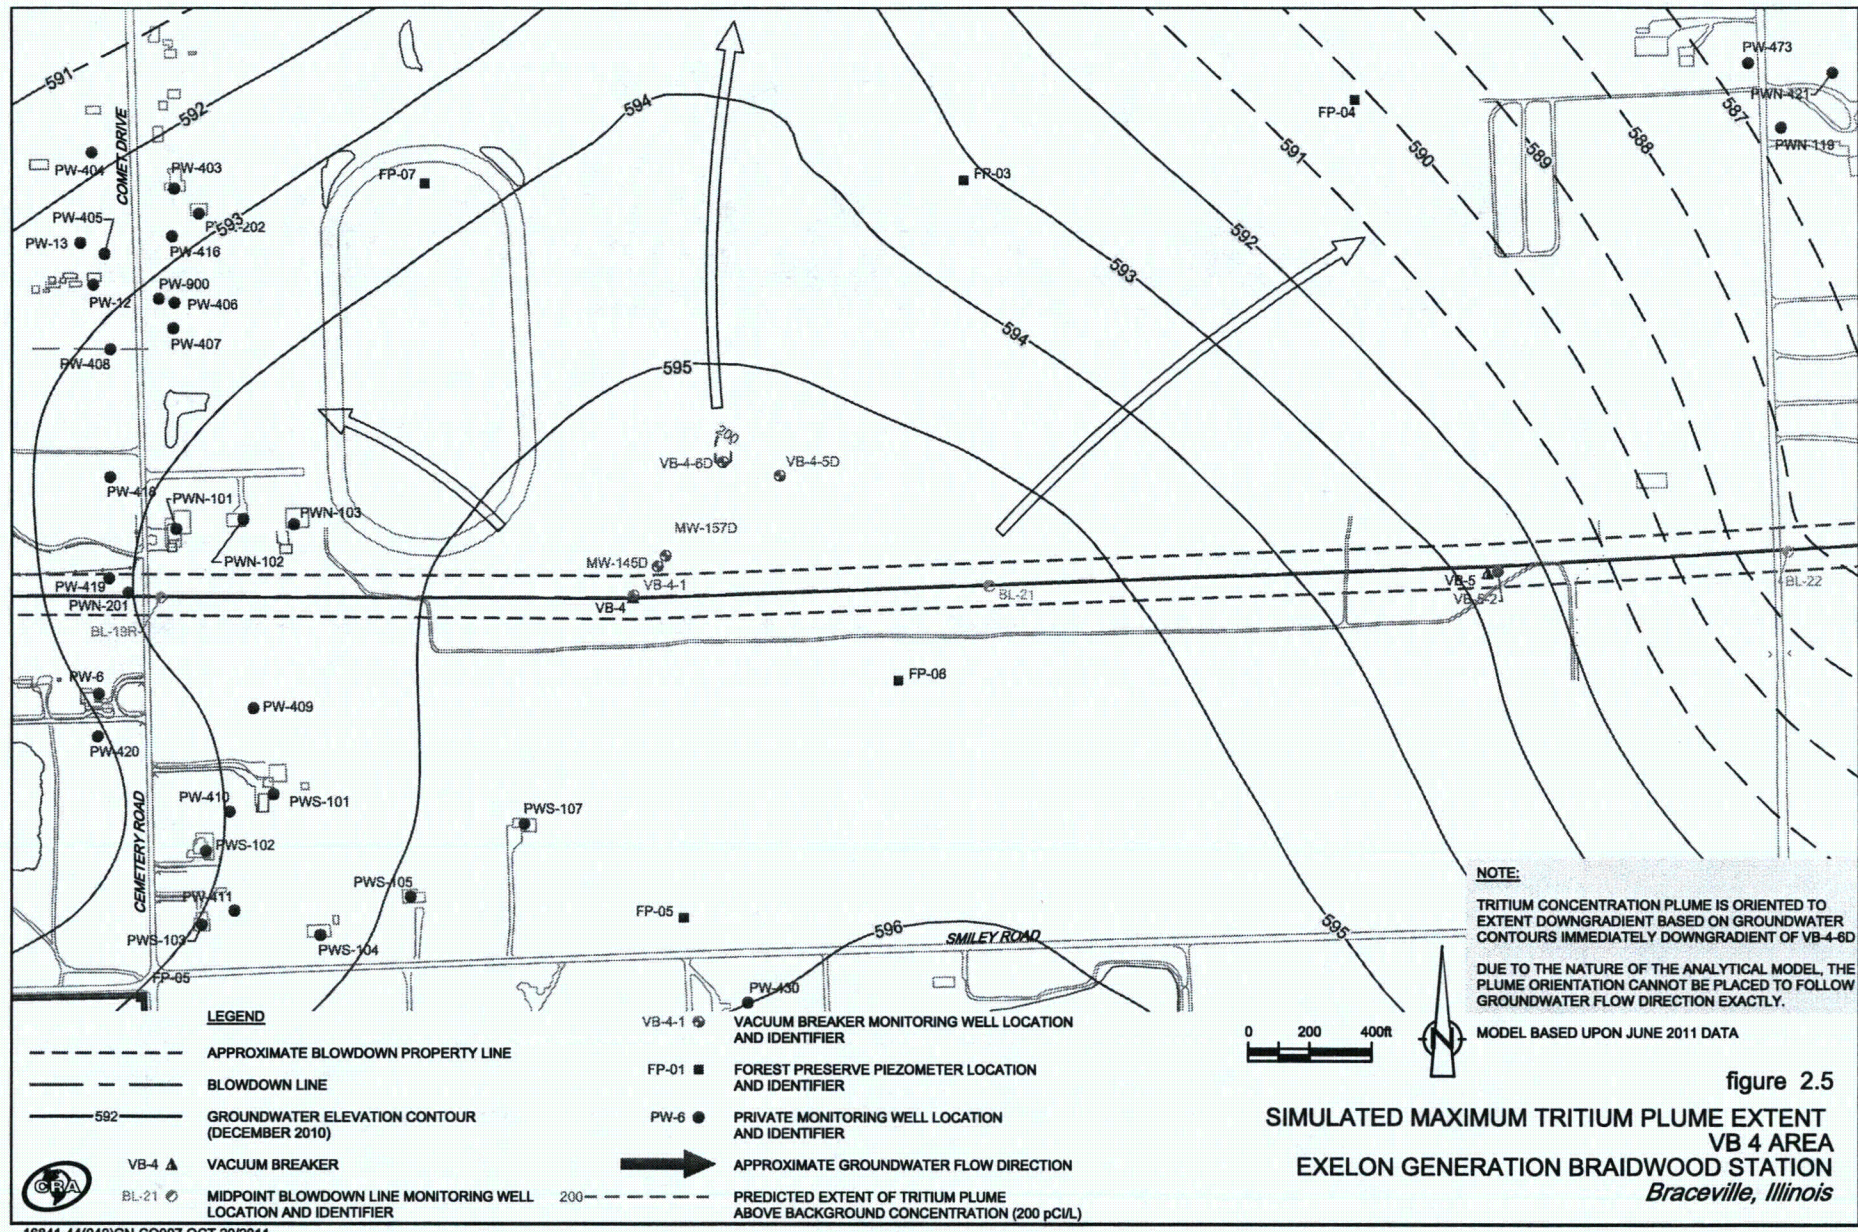 591
592
594
COMET DRIVE
PW-404
PW-403
PW-405
593
PW-13
PW-416
PW-900
PW-12
PW-406
PW-407
PW-408
FP-07
FP-03
FP-04
PW-473
PWN-121
PWN-119
591
590
589
588
587
592
593
594
595
200
VB-4-6D
VB-4-5D
MW-157D
MW-145D
VB-4-1
VB-4
BL-21
VB-5
VB-5-2
BL-22
PW-418
PWN-101
PWN-103
PWN-102
PW-419
PWN-201
BL-19R
PW-6
PW-409
PW-420
FP-06
PW-410
PWS-101
PWS-107
CEMETERY ROAD
PWS-102
PWS-105
PW-411
FP-05
PWS-103
PWS-104
596
SMILEY ROAD
595
FP-05
PW-430
NOTE:
TRITIUM CONCENTRATION PLUME IS ORIENTED TO
EXTENT DOWNGRADIENT BASED ON GROUNDWATER
CONTOURS IMMEDIATELY DOWNGRADIENT OF VB-4-6D
DUE TO THE NATURE OF THE ANALYTICAL MODEL, THE
PLUME ORIENTATION CANNOT BE PLACED TO FOLLOW
GROUNDWATER FLOW DIRECTION EXACTLY.
MODEL BASED UPON JUNE 2011 DATA
0 200 400ft
N
LEGEND
APPROXIMATE BLOWDOWN PROPERTY LINE
BLOWDOWN LINE
592 GROUNDWATER ELEVATION CONTOUR
(DECEMBER 2010)
VB-4 VACUUM BREAKER
BL-21 MIDPOINT BLOWDOWN LINE MONITORING WELL
LOCATION AND IDENTIFIER
VB-4-1 VACUUM BREAKER MONITORING WELL LOCATION
AND IDENTIFIER
FP-01 FOREST PRESERVE PIEZOMETER LOCATION
AND IDENTIFIER
PW-6 PRIVATE MONITORING WELL LOCATION
AND IDENTIFIER
APPROXIMATE GROUNDWATER FLOW DIRECTION
200 PREDICTED EXTENT OF TRITIUM PLUME
ABOVE BACKGROUND CONCENTRATION (200 pCi/L)
figure 2.5
SIMULATED MAXIMUM TRITIUM PLUME EXTENT
VB 4 AREA
EXELON GENERATION BRAIDWOOD STATION
Braceville, Illinois
CRA